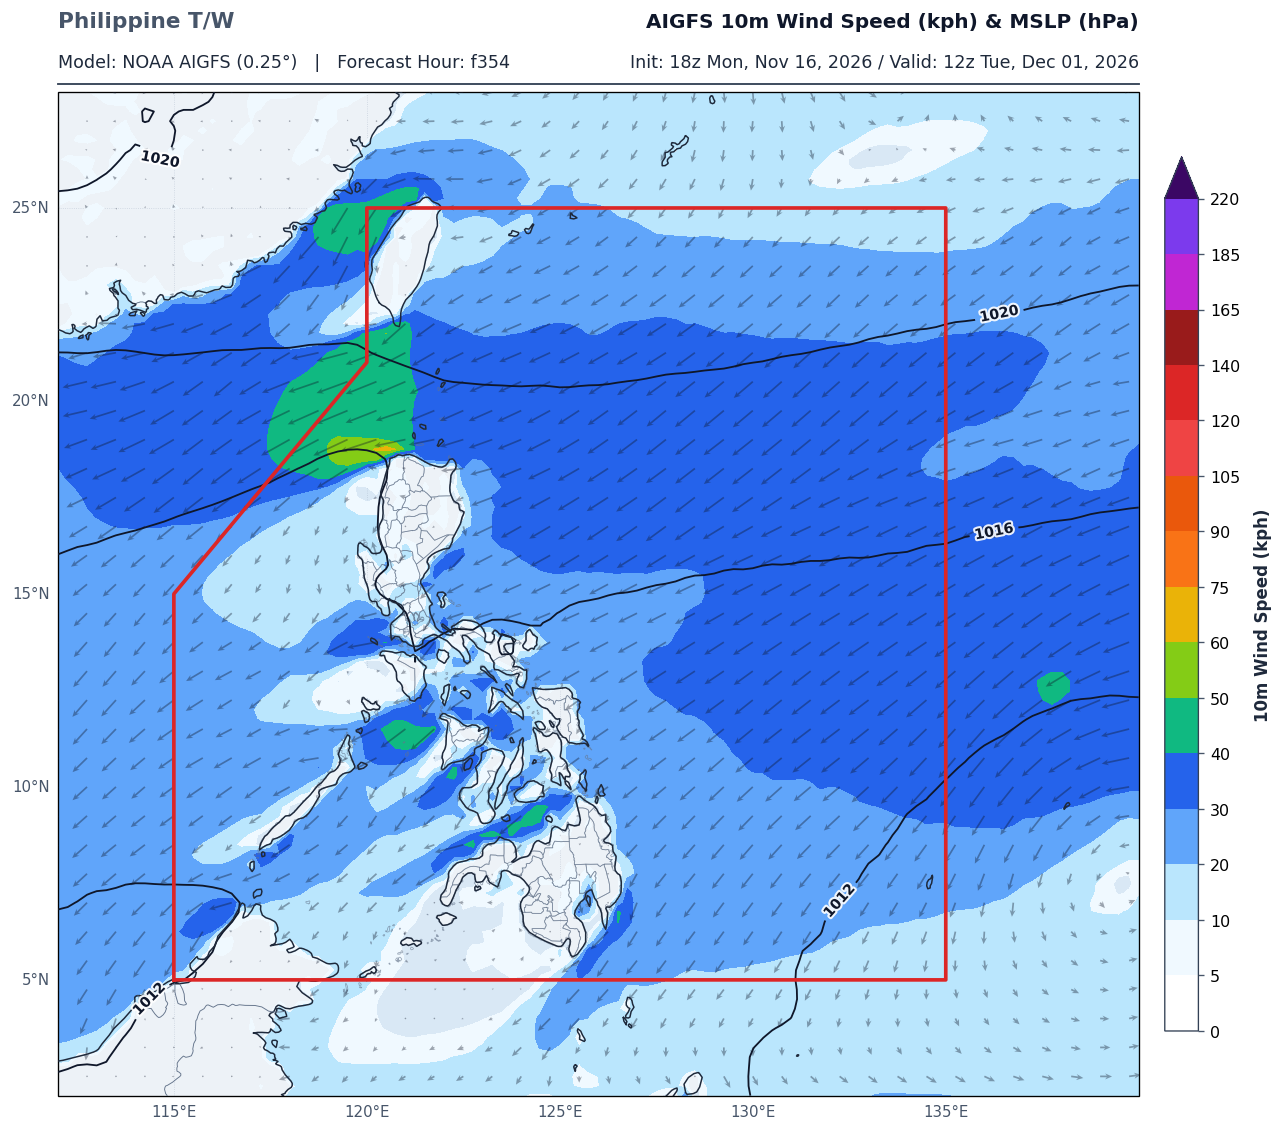 Philippine T/W
AIGFS 10m Wind Speed (kph) & MSLP (hPa)
Model: NOAA AIGFS (0.25°) | Forecast Hour: f354
Init: 18z Mon, Nov 16, 2026 / Valid: 12z Tue, Dec 01, 2026
1020
25°N
1020
20°N
1016
15°N
10°N
1012
5°N
1012
115°E
120°E
125°E
130°E
135°E
220
185
165
140
120
105
90
75
60
50
40
30
20
10
5
0
10m Wind Speed (kph)